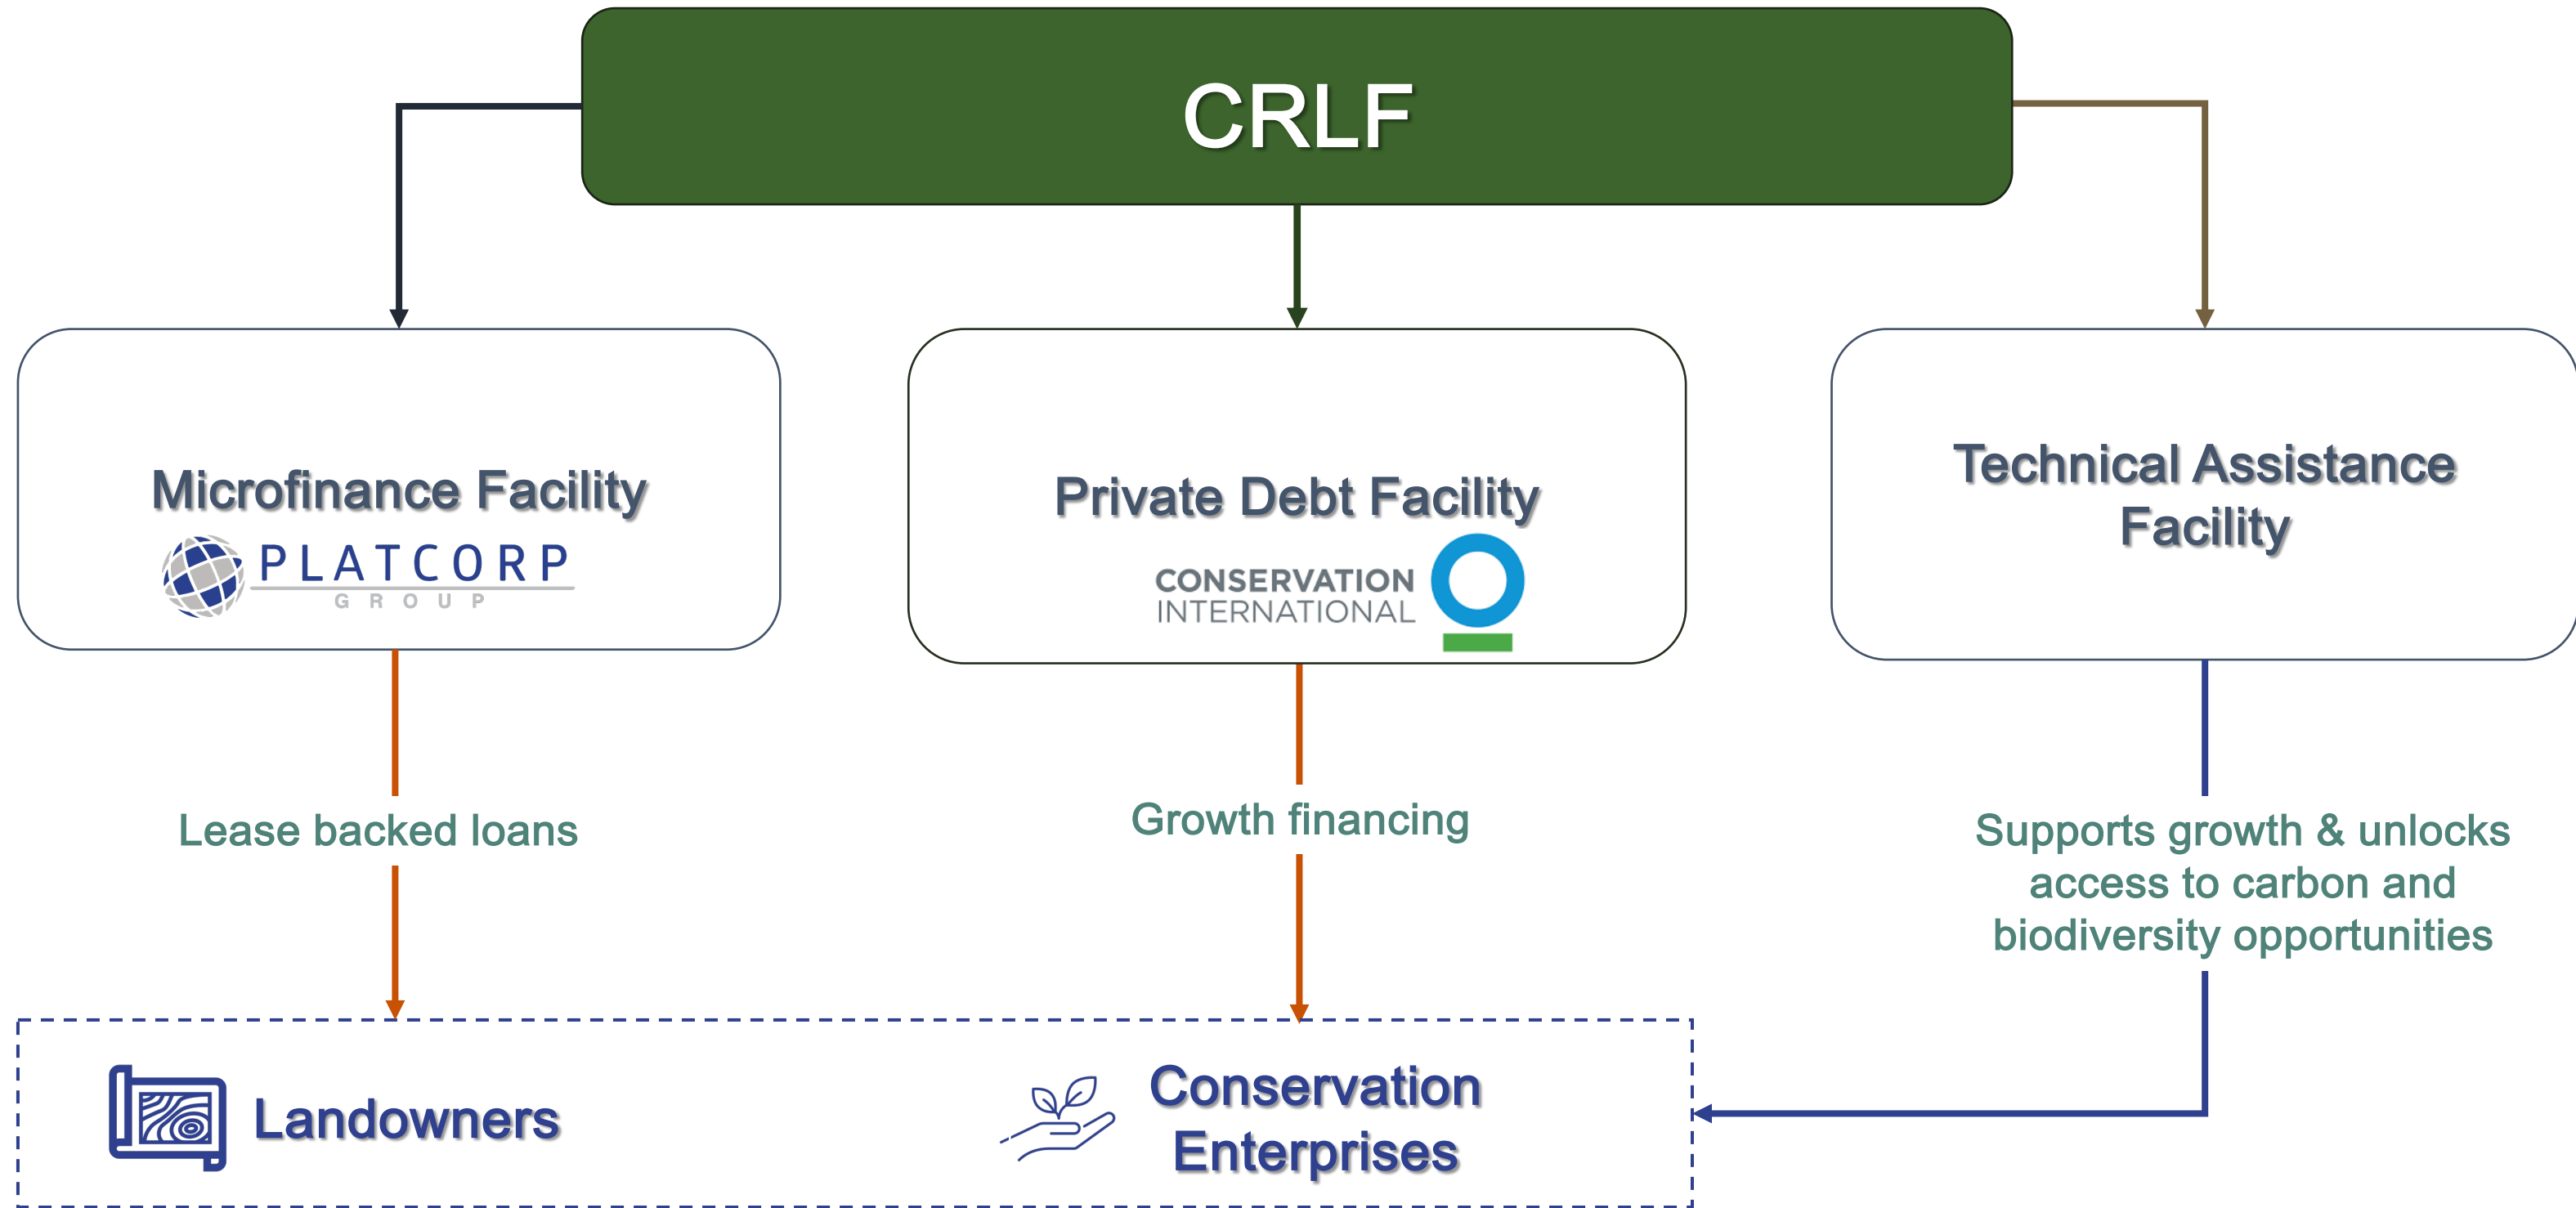 CRLF
Microfinance Facility
PLATCORP
GROUP
Private Debt Facility
CONSERVATION
INTERNATIONAL
Technical Assistance
Facility
Lease backed loans
Growth financing
Supports growth & unlocks
access to carbon and
biodiversity opportunities
Landowners
Conservation
Enterprises